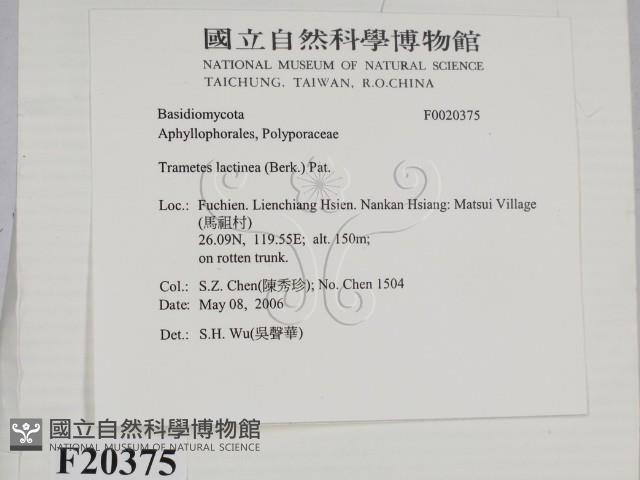 國立自然科學博物館
NATIONAL MUSEUM OF NATURAL SCIENCE
TAICHUNG, TAIWAN, R.O.CHINA
Basidiomycota F0020375
Aphyllophorales, Polyporaceae
Trametes lactinea (Berk.) Pat.
Loc.: Fuchien. Lienchiang Hsien. Nankan Hsiang: Matsui Village
(馬祖村)
26.09N, 119.55E; alt. 150m;
on rotten trunk.
Col.: S.Z. Chen(陳秀珍); No. Chen 1504
Date: May 08, 2006
Det.: S.H. Wu(吳聲華)
國立自然科學博物館
NATIONAL MUSEUM OF NATURAL SCIENCE
F20375